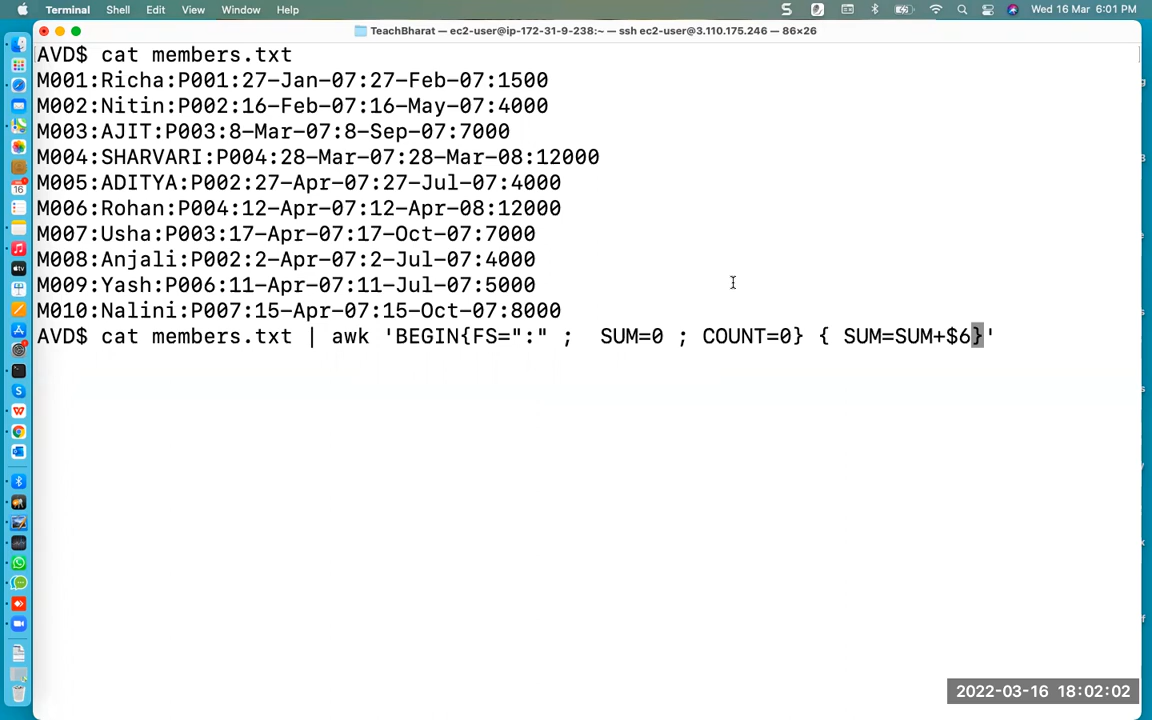 Terminal Shell Edit View Window Help Wed 16 Mar 6:01 PM
TeachBharat — ec2-user@ip-172-31-9-238:~ — ssh ec2-user@3.110.175.246 — 86×26
AVD$ cat members.txt
M001:Richa:P001:27-Jan-07:27-Feb-07:1500
M002:Nitin:P002:16-Feb-07:16-May-07:4000
M003:AJIT:P003:8-Mar-07:8-Sep-07:7000
M004:SHARVARI:P004:28-Mar-07:28-Mar-08:12000
M005:ADITYA:P002:27-Apr-07:27-Jul-07:4000
M006:Rohan:P004:12-Apr-07:12-Apr-08:12000
M007:Usha:P003:17-Apr-07:17-Oct-07:7000
M008:Anjali:P002:2-Apr-07:2-Jul-07:4000
M009:Yash:P006:11-Apr-07:11-Jul-07:5000
M010:Nalini:P007:15-Apr-07:15-Oct-07:8000
AVD$ cat members.txt | awk 'BEGIN{FS=":" ;  SUM=0 ; COUNT=0} { SUM=SUM+$6}'
2022-03-16 18:02:02